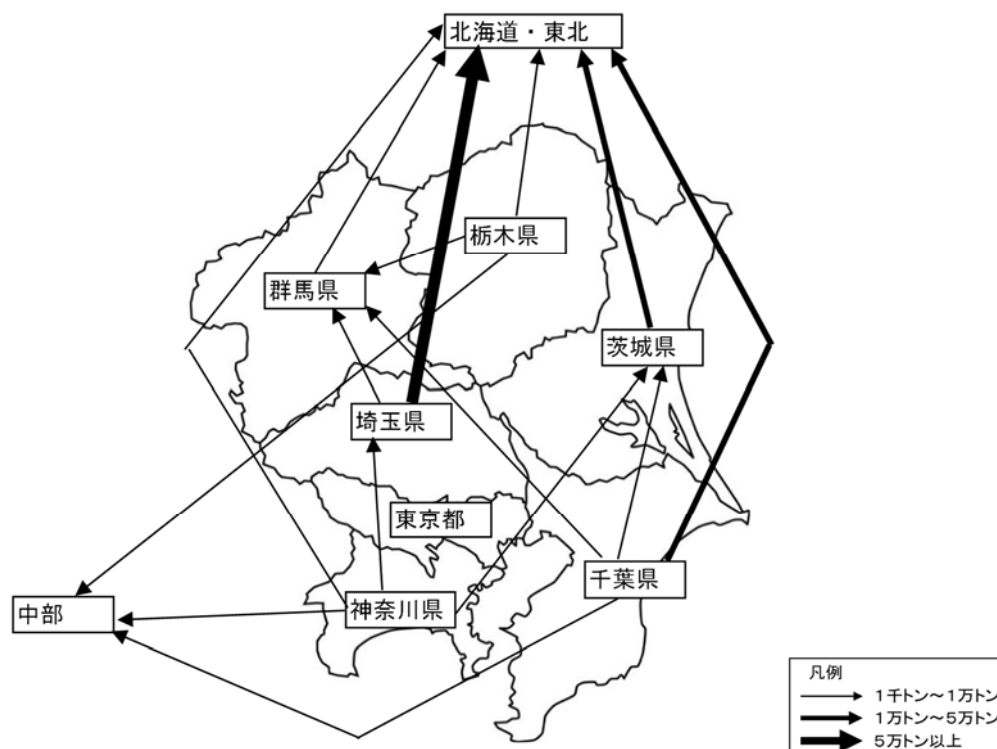 北海道・東北
栃木県
群馬県
茨城県
埼玉県
東京都
千葉県
神奈川県
中部
凡例
1千トン～1万トン
1万トン～5万トン
5万トン以上